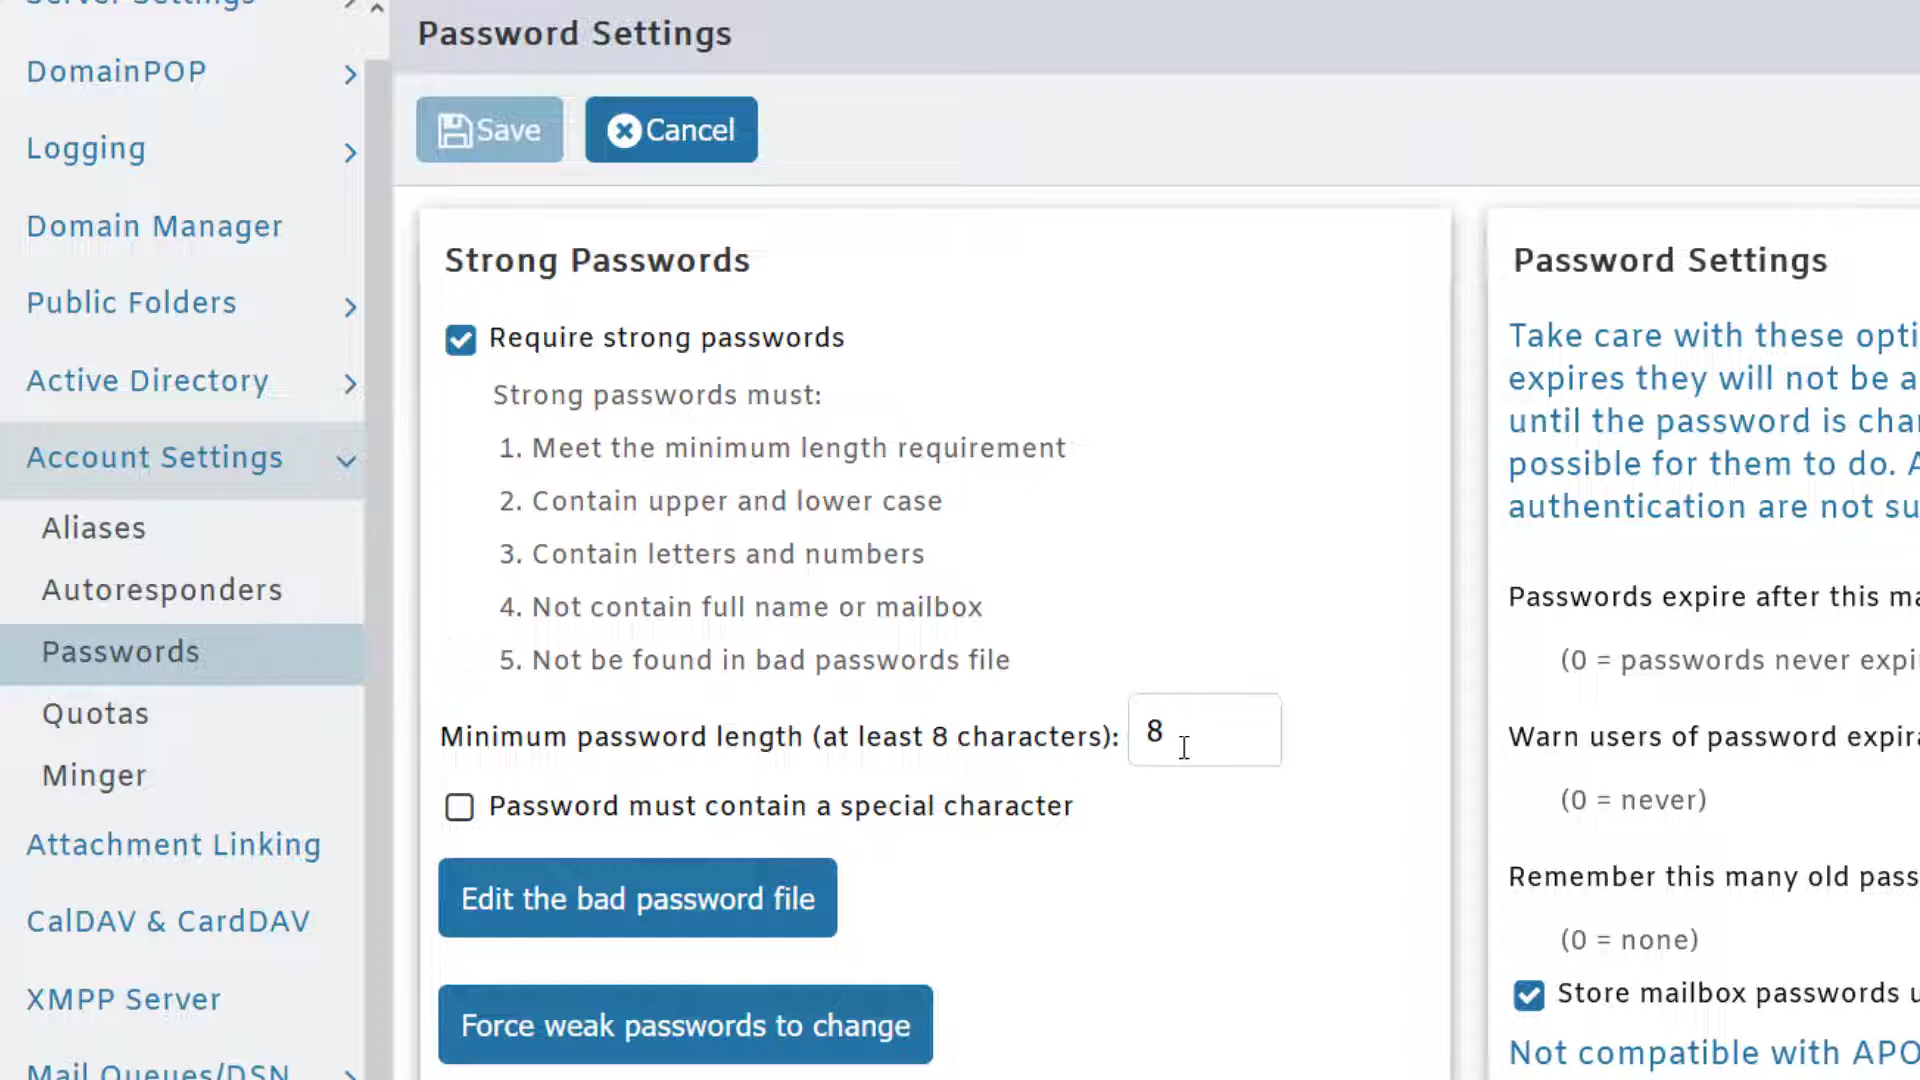 Server Settings
DomainPOP
Logging
Domain Manager
Public Folders
Active Directory
Account Settings
Aliases
Autoresponders
Passwords
Quotas
Minger
Attachment Linking
CalDAV & CardDAV
XMPP Server
Mail Queues/DSN
Password Settings
Save
Cancel
Strong Passwords
Require strong passwords
Strong passwords must:
1. Meet the minimum length requirement
2. Contain upper and lower case
3. Contain letters and numbers
4. Not contain full name or mailbox
5. Not be found in bad passwords file
Minimum password length (at least 8 characters): 8
Password must contain a special character
Edit the bad password file
Force weak passwords to change
Password Settings
Take care with these opti
expires they will not be a
until the password is cha
possible for them to do. A
authentication are not su
Passwords expire after this ma
(0 = passwords never expi
Warn users of password expira
(0 = never)
Remember this many old pass
(0 = none)
Store mailbox passwords u
Not compatible with APO